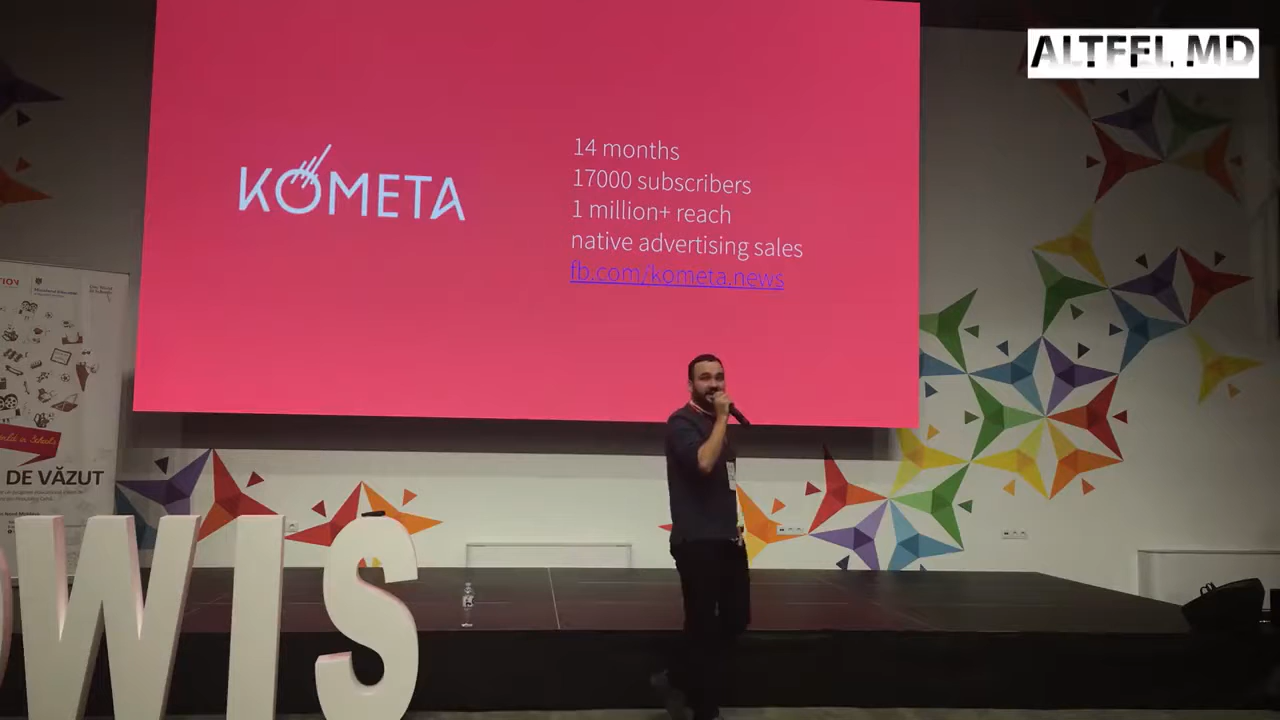 ALTFEL MD
KOMETA
14 months
17000 subscribers
1 million+ reach
native advertising sales
fb.com/kometa.news
DE VĂZUT
WIS